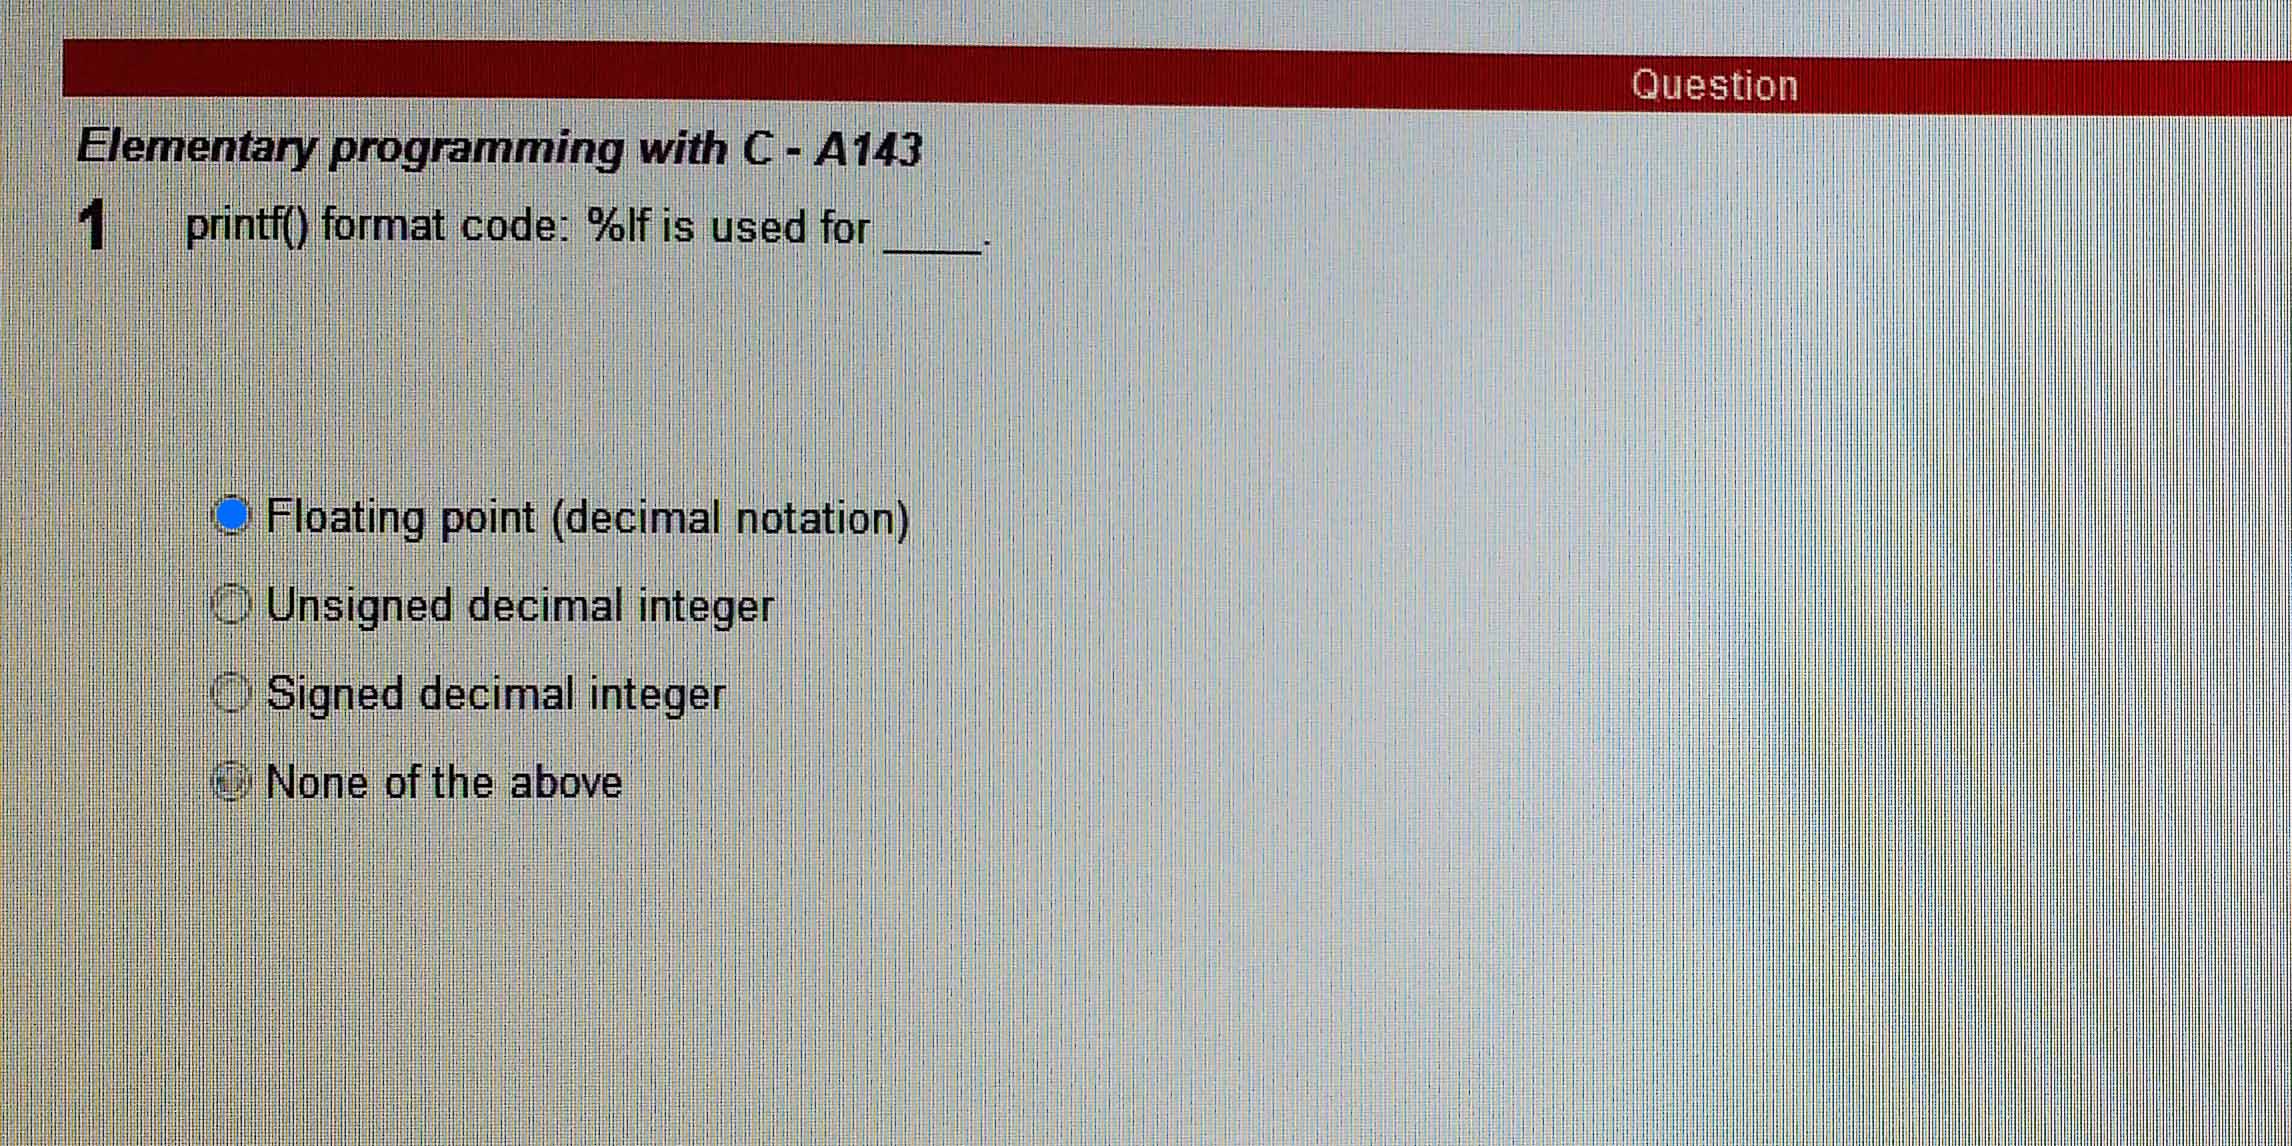 Question
Elementary programming with C - A143
1 printf() format code: %lf is used for _____.
Floating point (decimal notation)
Unsigned decimal integer
Signed decimal integer
None of the above